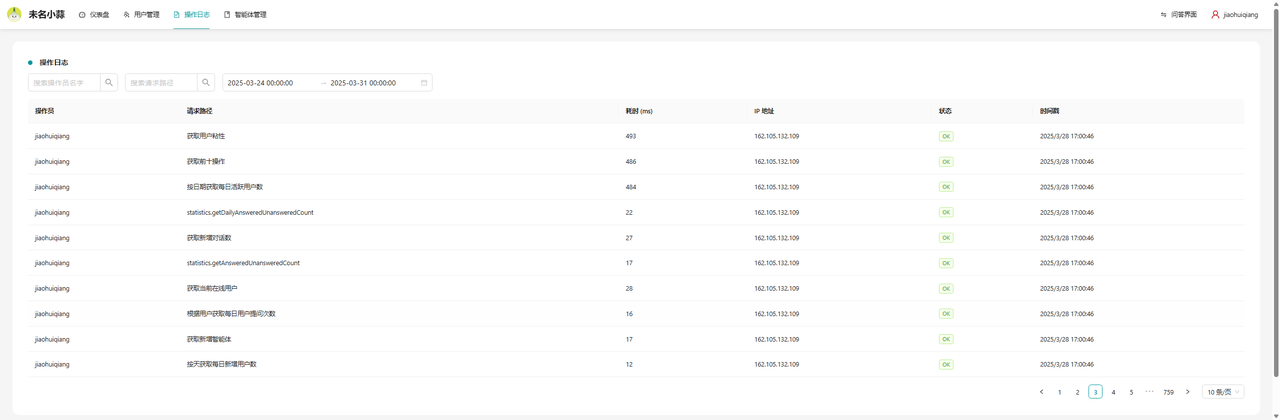 未名小蒜 仪表盘 用户管理 操作日志 智能体管理 问答界面 jiaohuiqiang
操作日志
搜索操作员名字 搜索请求路径 2025-03-24 00:00:00 → 2025-03-31 00:00:00
操作员 请求路径 耗时 (ms) IP 地址 状态 时间戳
jiaohuiqiang 获取用户粘性 493 162.105.132.109 OK 2025/3/28 17:00:46
jiaohuiqiang 获取前十操作 486 162.105.132.109 OK 2025/3/28 17:00:46
jiaohuiqiang 按日期获取每日活跃用户数 484 162.105.132.109 OK 2025/3/28 17:00:46
jiaohuiqiang statistics.getDailyAnsweredUnansweredCount 22 162.105.132.109 OK 2025/3/28 17:00:46
jiaohuiqiang 获取新增对话数 27 162.105.132.109 OK 2025/3/28 17:00:46
jiaohuiqiang statistics.getAnsweredUnansweredCount 17 162.105.132.109 OK 2025/3/28 17:00:46
jiaohuiqiang 获取当前在线用户 28 162.105.132.109 OK 2025/3/28 17:00:46
jiaohuiqiang 根据用户获取每日用户提问次数 16 162.105.132.109 OK 2025/3/28 17:00:46
jiaohuiqiang 获取新增智能体 17 162.105.132.109 OK 2025/3/28 17:00:46
jiaohuiqiang 按天获取每日新增用户数 12 162.105.132.109 OK 2025/3/28 17:00:46
< 1 2 3 4 5 ••• 759 > 10 条/页